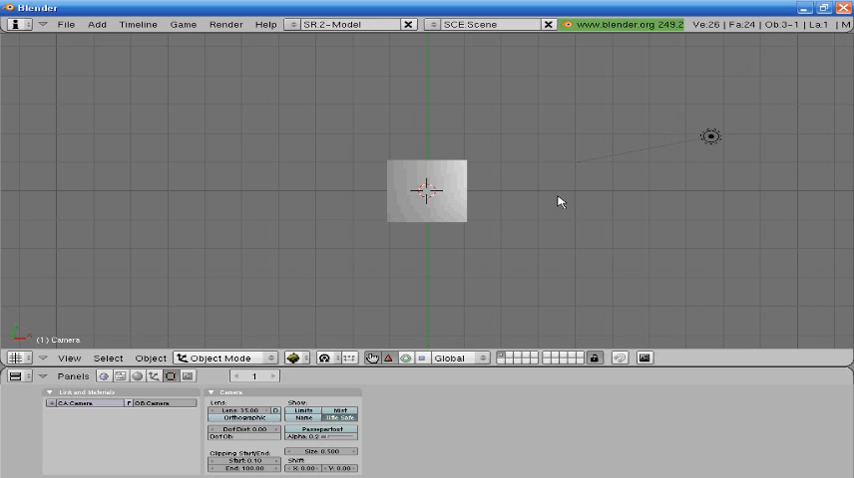 Blender
File Add Timeline Game Render Help SR:2-Model SCE:Scene www.blender.org 249.2 Ve:26 | Fa:24 | Ob:3-1 | La:1 | M
(1) Camera
View Select Object Object Mode Global
Panels 1
Link and Materials Camera
CA:Camera F OB:Camera
Lens: Show:
Lens: 35.00 D Limits Mist
Orthographic Name Title Safe
Dof Dist: 0.00 Passepartout
Dof Ob: Alpha: 0.2
Clipping Start/End: Size: 0.500
Start: 0.10 Shift:
End: 100.00 X: 0.00 Y: 0.00